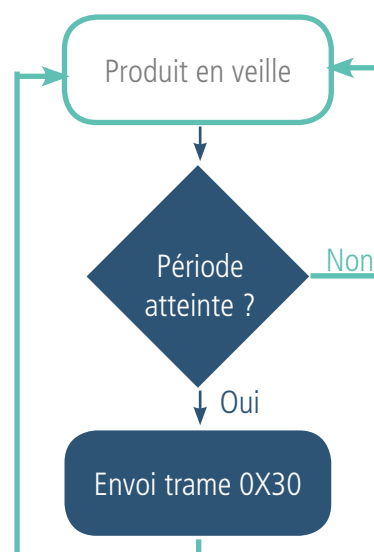 Produit en veille
Période
atteinte ?
Non
Oui
Envoi trame 0X30